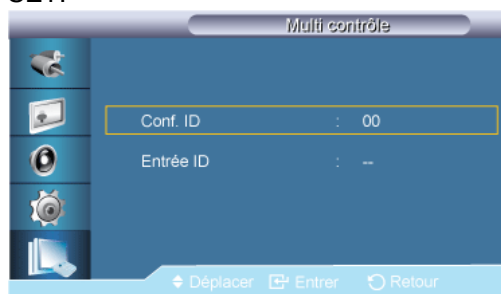 Multi contrôle
Conf. ID : 00
Entrée ID : --
Déplacer Entrer Retour